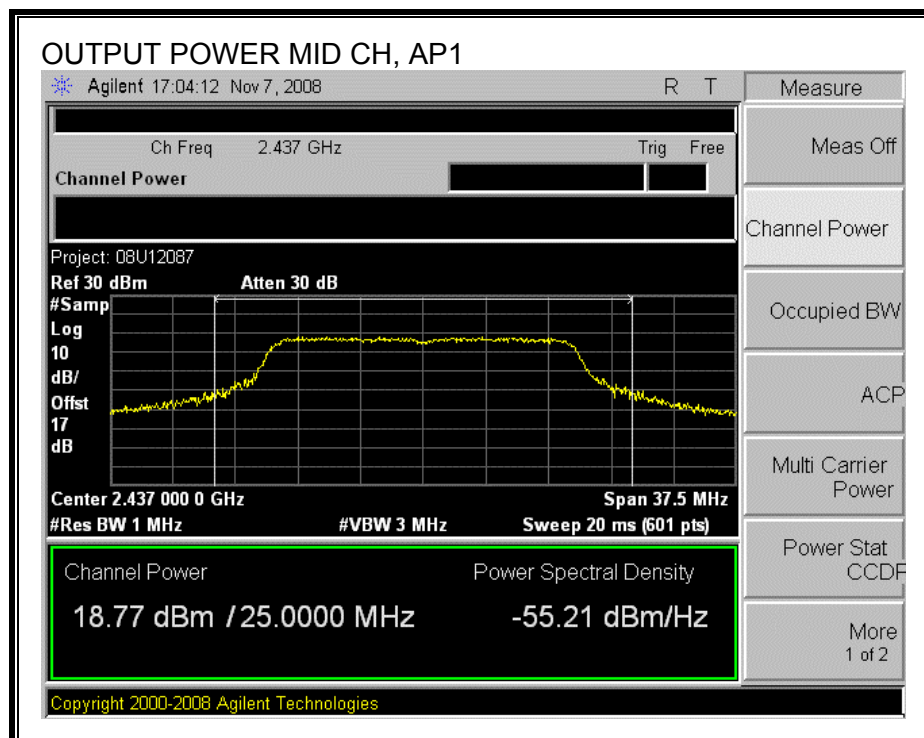 OUTPUT POWER MID CH, AP1
Agilent 17:04:12 Nov 7, 2008 R T
Measure
Ch Freq 2.437 GHz Trig Free
Channel Power
Meas Off
Channel Power
Project: 08U12087
Ref 30 dBm Atten 30 dB
#Samp
Log
10
dB/
Offst
17
dB
Occupied BW
ACP
Center 2.437 000 0 GHz Span 37.5 MHz
#Res BW 1 MHz #VBW 3 MHz Sweep 20 ms (601 pts)
Multi Carrier
Power
Channel Power Power Spectral Density
18.77 dBm / 25.0000 MHz -55.21 dBm/Hz
Power Stat
CCDF
More
1 of 2
Copyright 2000-2008 Agilent Technologies